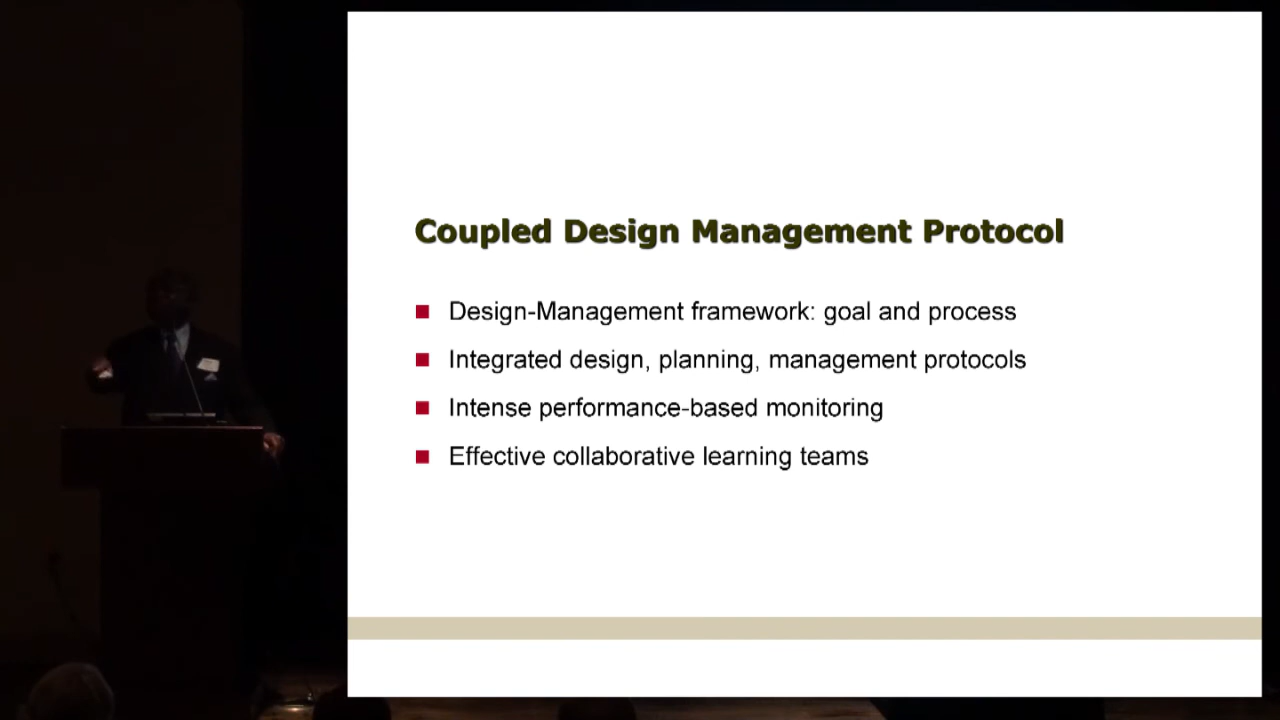 Coupled Design Management Protocol
Design-Management framework: goal and process
Integrated design, planning, management protocols
Intense performance-based monitoring
Effective collaborative learning teams